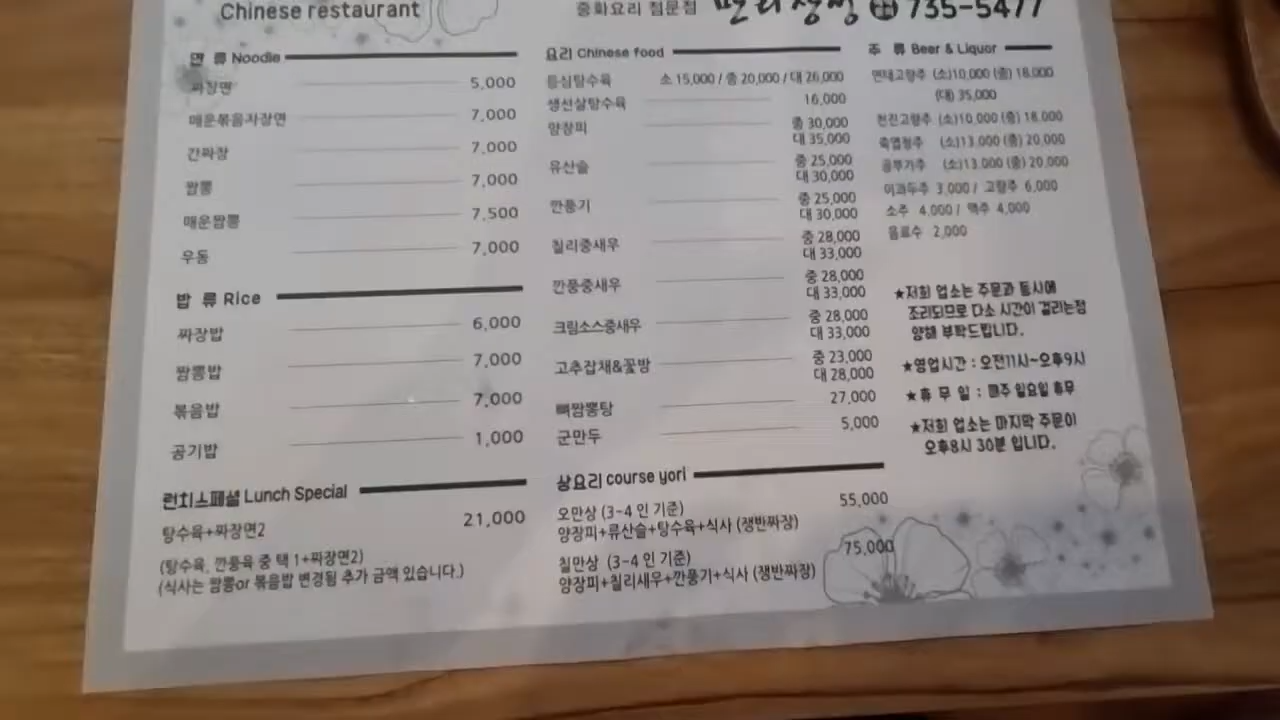 Chinese restaurant
중화요리 전문점 만리장성 735-5477
면 류 Noodle
짜장면 5,000
매운볶음짜장면 7,000
간짜장 7,000
짬뽕 7,000
매운짬뽕 7,500
우동 7,000
밥 류 Rice
짜장밥 6,000
짬뽕밥 7,000
볶음밥 7,000
공기밥 1,000
런치스페셜 Lunch Special
탕수육+짜장면2 21,000
(탕수육, 깐풍육 중 택 1+짜장면2)
(식사는 짬뽕or 볶음밥 변경됨 추가 금액 있습니다.)
요리 Chinese food
등심탕수육 소 15,000 / 중 20,000 / 대 26,000
생선살탕수육 16,000
양장피 중 30,000
대 35,000
유산슬 중 25,000
대 30,000
깐풍기 중 25,000
대 30,000
칠리중새우 중 28,000
대 33,000
깐풍중새우 중 28,000
대 33,000
크림소스중새우 중 28,000
대 33,000
고추잡채&꽃방 중 23,000
대 28,000
뼈짬뽕탕 27,000
군만두 5,000
상요리 course yori
오만상 (3-4 인 기준) 55,000
양장피+류산슬+탕수육+식사 (쟁반짜장)
칠만상 (3-4 인 기준) 75,000
양장피+칠리새우+깐풍기+식사 (쟁반짜장)
주 류 Beer & Liquor
연태고량주 (소)10,000 (중) 18,000
(대) 35,000
천진고량주 (소)10,000 (중) 18,000
죽엽청주 (소)13,000 (중) 20,000
공부가주 (소)13,000 (중) 20,000
이과두주 3,000 / 고량주 6,000
소주 4,000 / 맥주 4,000
음료수 2,000
★저희 업소는 주문과 동시에
조리되므로 다소 시간이 걸리는점
양해 부탁드립니다.
★영업시간 : 오전11시~오후9시
★휴 무 일 : 매주 일요일 휴무
★저희 업소는 마지막 주문이
오후8시 30분 입니다.